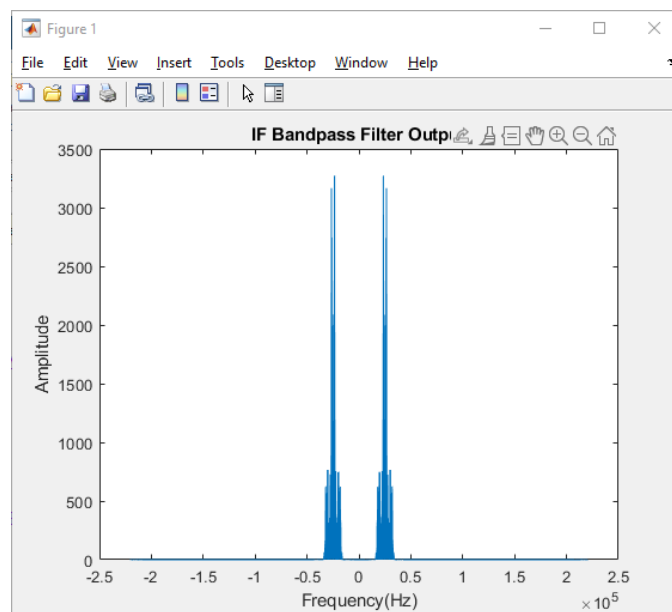 Figure 1
File Edit View Insert Tools Desktop Window Help
IF Bandpass Filter Outpu
3500
3000
2500
2000
1500
1000
500
0
Amplitude
-2.5 -2 -1.5 -1 -0.5 0 0.5 1 1.5 2 2.5
Frequency(Hz)
×10^5